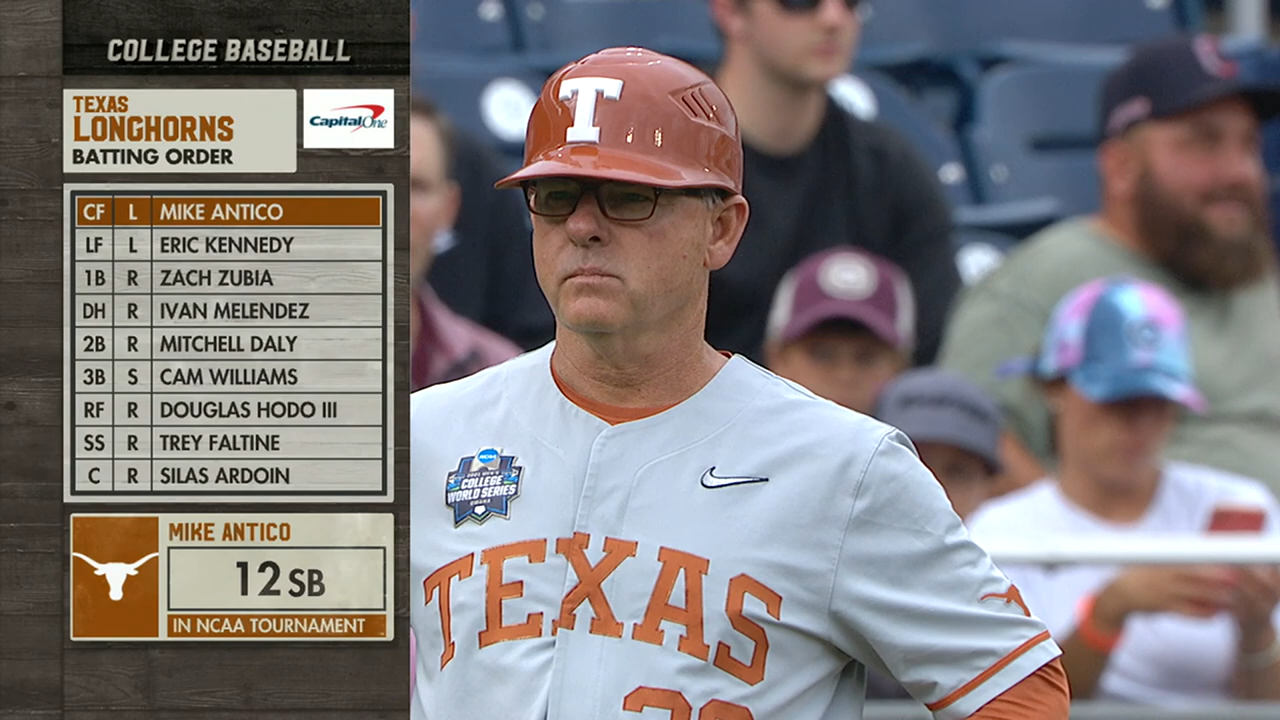 COLLEGE BASEBALL
TEXAS
LONGHORNS
BATTING ORDER
Capital One
CF L MIKE ANTICO
LF L ERIC KENNEDY
1B R ZACH ZUBIA
DH R IVAN MELENDEZ
2B R MITCHELL DALY
3B S CAM WILLIAMS
RF R DOUGLAS HODO III
SS R TREY FALTINE
C R SILAS ARDOIN
MIKE ANTICO
12 SB
IN NCAA TOURNAMENT
T
NCAA
COLLEGE
WORLD SERIES
OMAHA
TEXAS